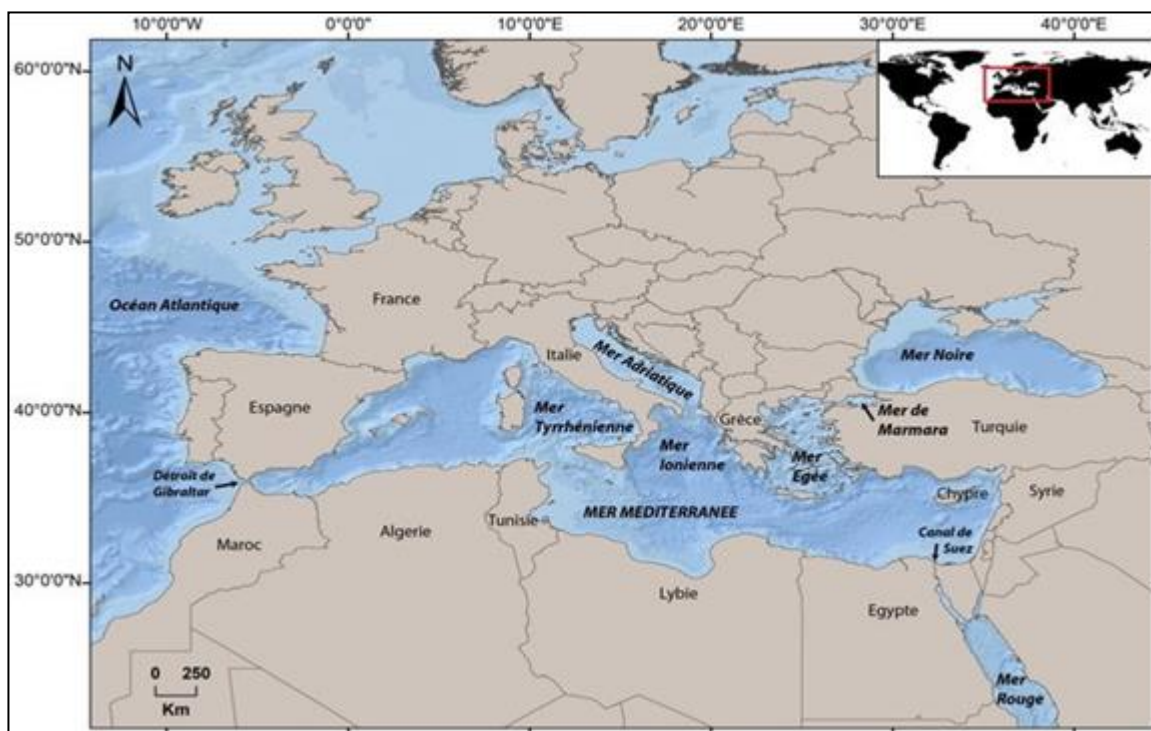 10°0'0"W
0°0'0"
10°0'0"E
20°0'0"E
30°0'0"E
40°0'0"E
60°0'0"N
N
50°0'0"N
Océan Atlantique
France
Mer Noire
Italie
Mer Adriatique
40°0'0"N
Espagne
Mer
Tyrrhénienne
Grèce
Mer de
Marmara
Turquie
Mer
Ionienne
Mer
Egée
Détroit de
Gibraltar
Chypre
Syrie
MER MEDITERRANEE
Tunisie
Algerie
Maroc
Canal de
Suez
30°0'0"N
Lybie
Egypte
0 250
Km
Mer
Rouge